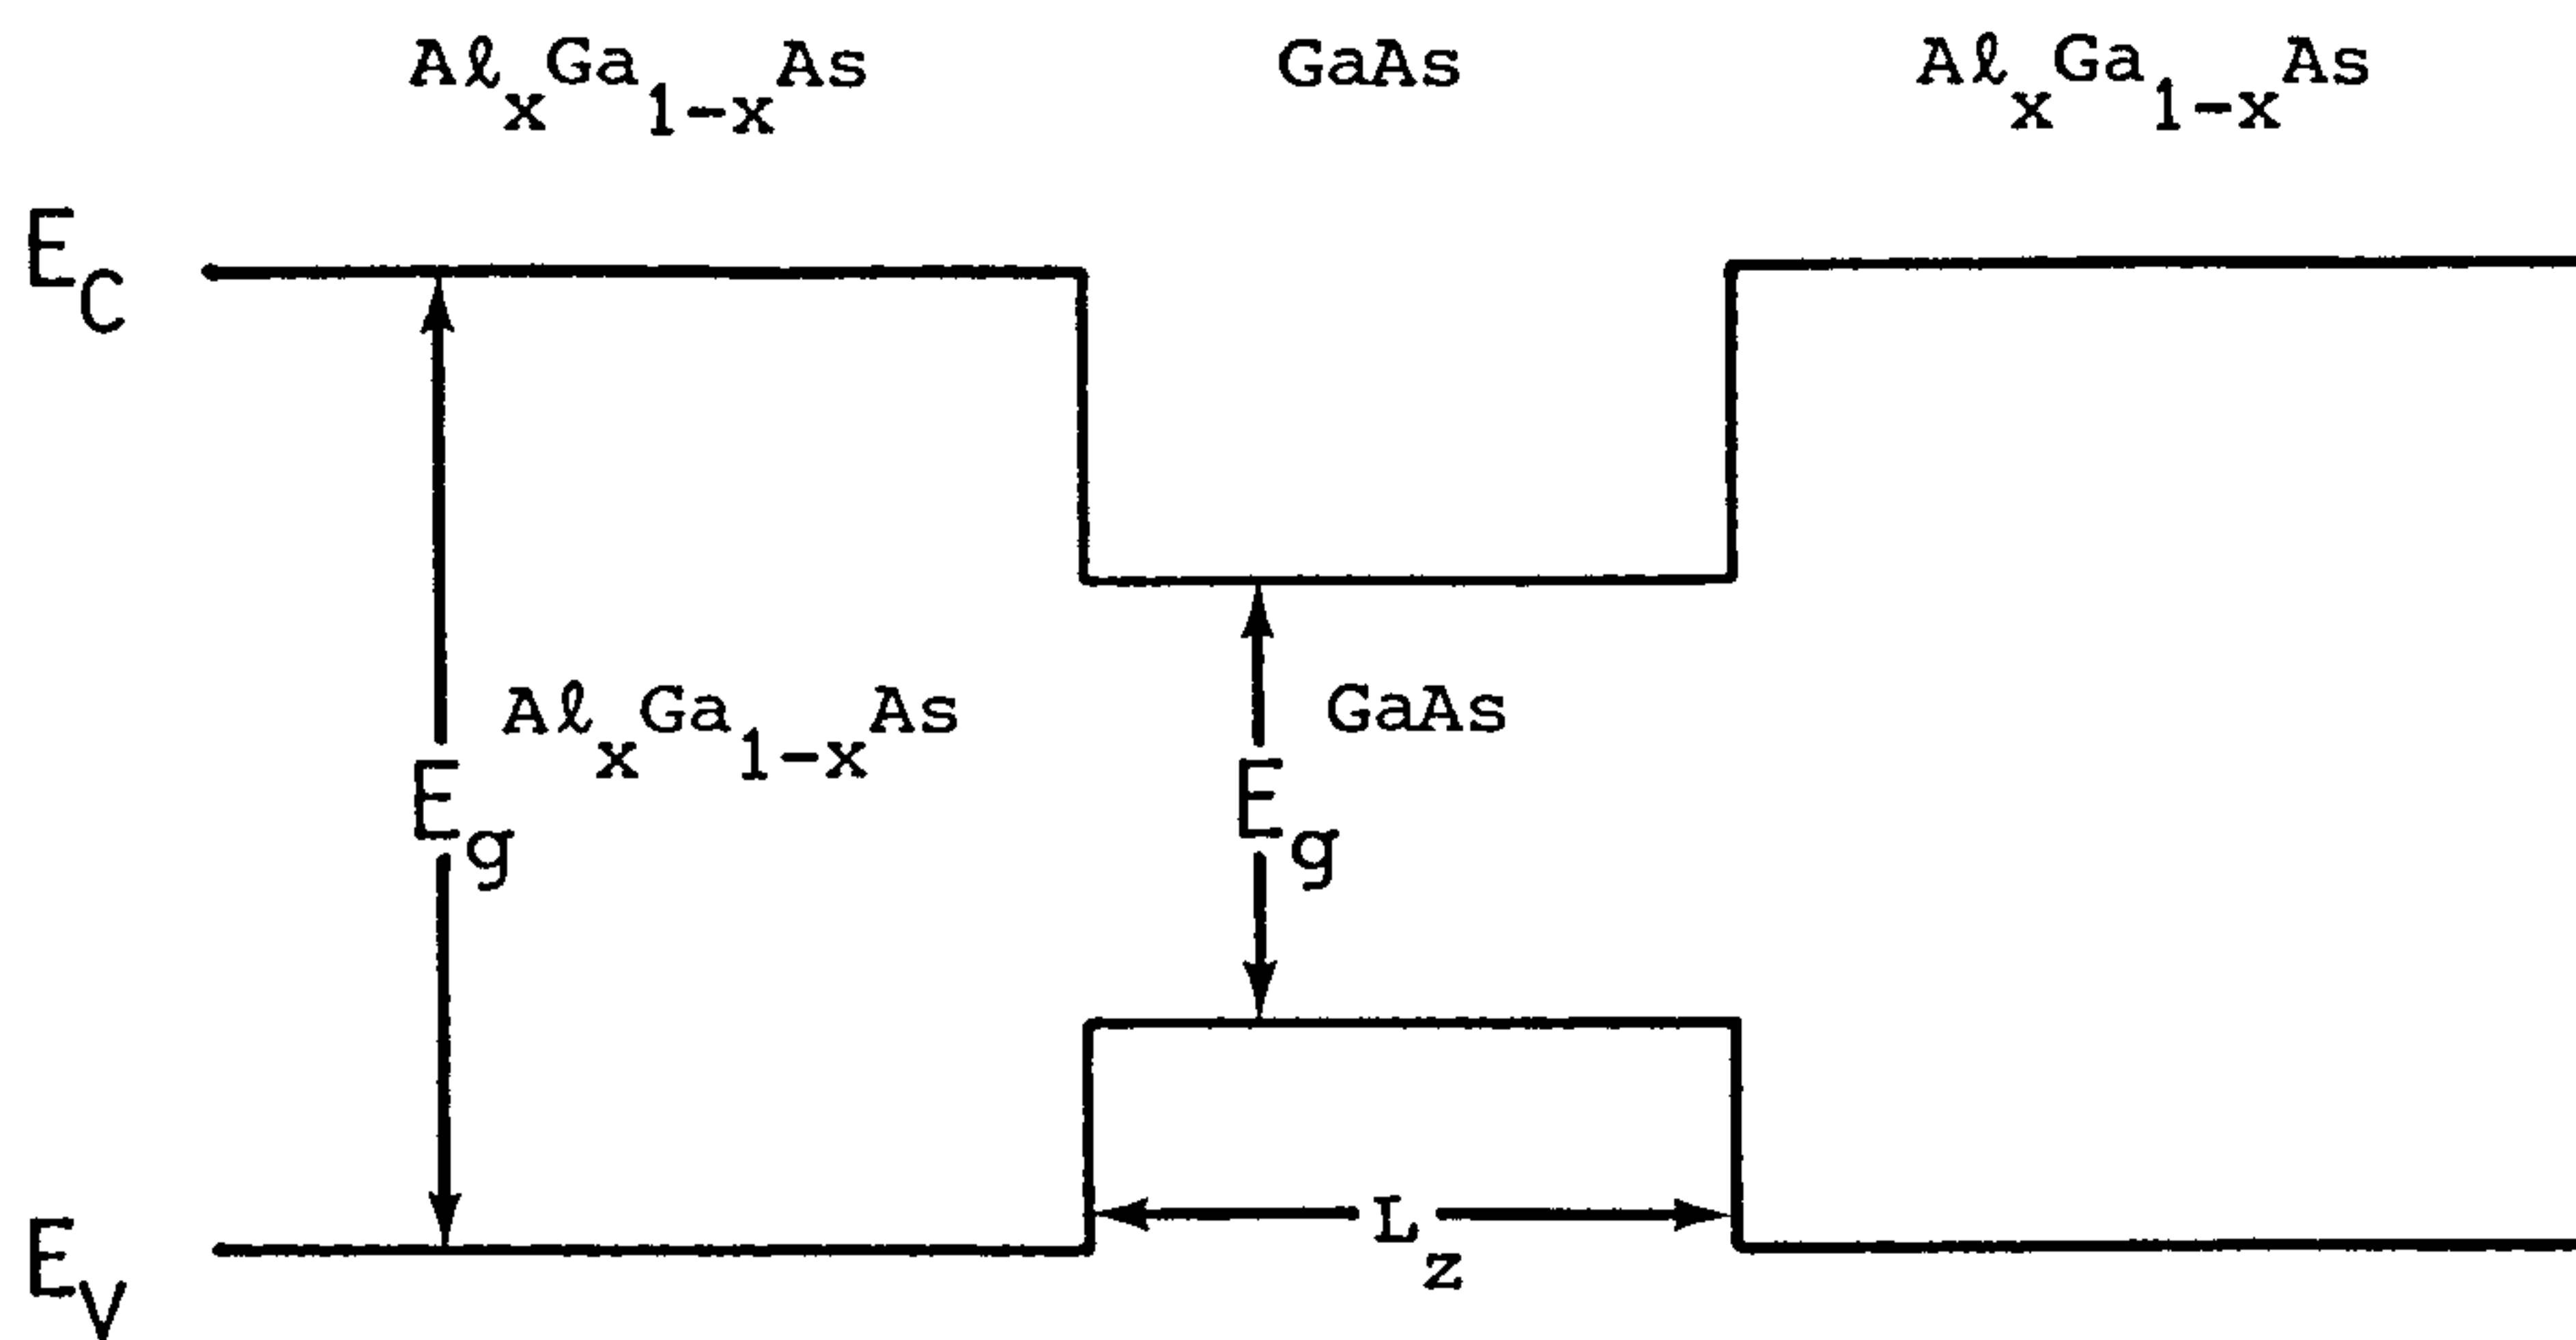 AℓxGa1-xAs GaAs AℓxGa1-xAs
EC
AℓxGa1-xAs GaAs
Eg Eg
Lz
EV